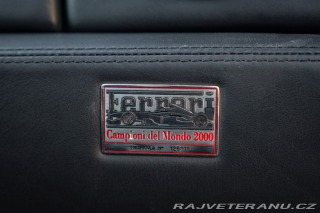 Ferrari
Campioni del Mondo 2000
RAJVETERANU.CZ